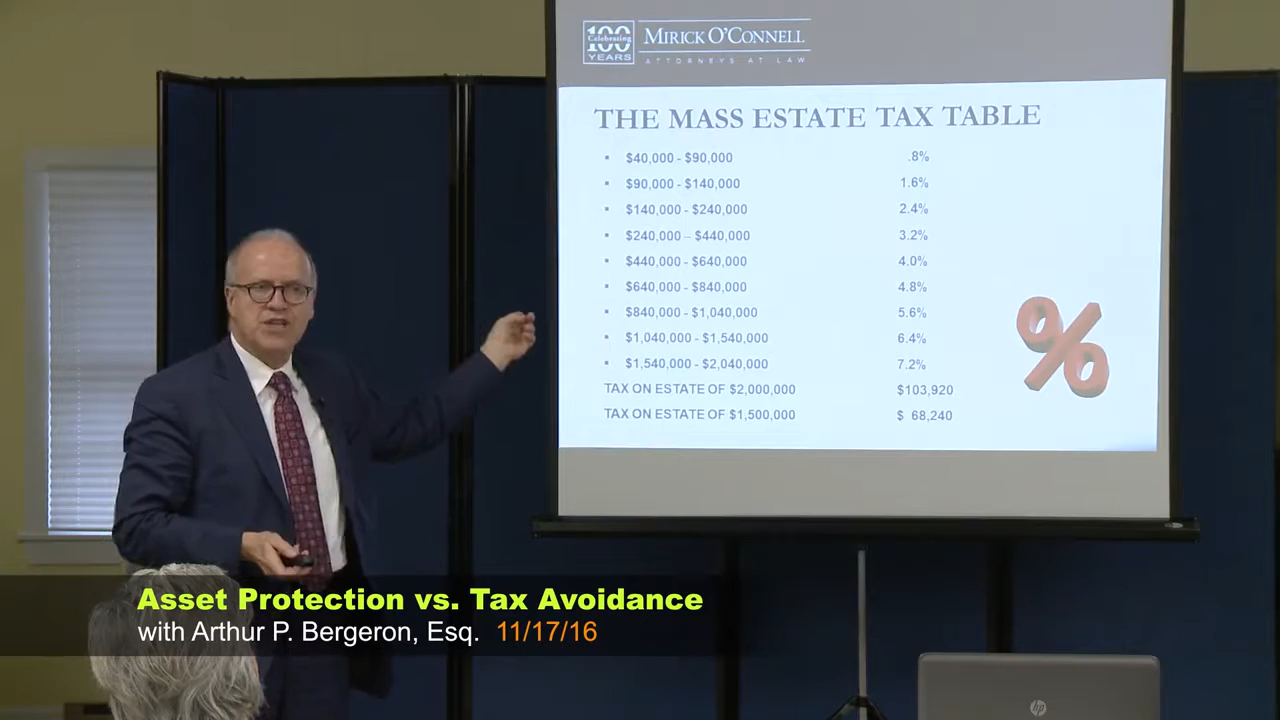 Celebrating
100
YEARS
MIRICK O'CONNELL
ATTORNEYS AT LAW
THE MASS ESTATE TAX TABLE
▪ $40,000 - $90,000 .8%
▪ $90,000 - $140,000 1.6%
▪ $140,000 - $240,000 2.4%
▪ $240,000 – $440,000 3.2%
▪ $440,000 - $640,000 4.0%
▪ $640,000 - $840,000 4.8%
▪ $840,000 - $1,040,000 5.6%
▪ $1,040,000 - $1,540,000 6.4%
▪ $1,540,000 - $2,040,000 7.2%
TAX ON ESTATE OF $2,000,000 $103,920
TAX ON ESTATE OF $1,500,000 $ 68,240
%
Asset Protection vs. Tax Avoidance
with Arthur P. Bergeron, Esq. 11/17/16
hp